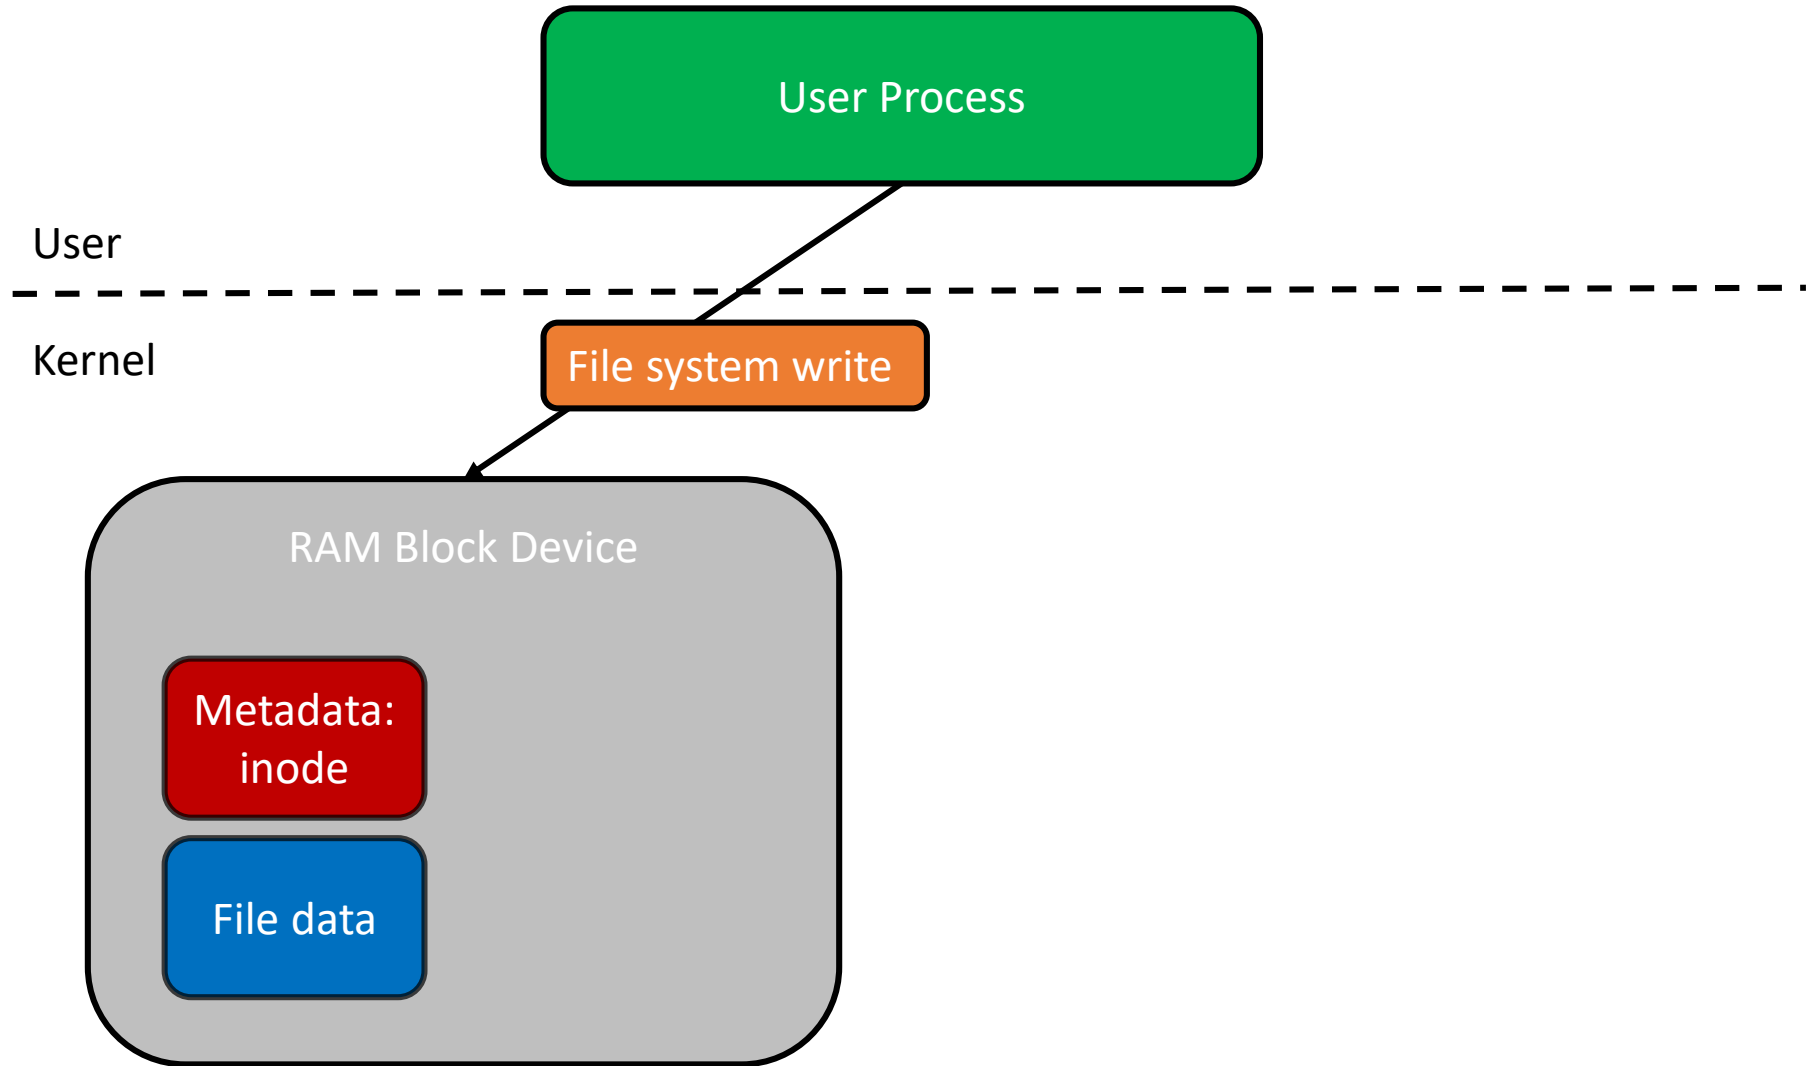 User Process
User
Kernel
File system write
RAM Block Device
Metadata:
inode
File data